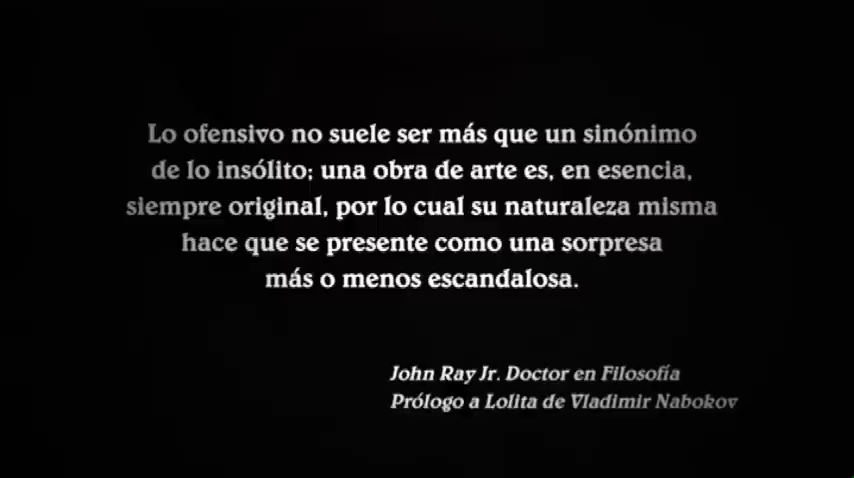 Lo ofensivo no suele ser más que un sinónimo
de lo insólito; una obra de arte es, en esencia,
siempre original, por lo cual su naturaleza misma
hace que se presente como una sorpresa
más o menos escandalosa.
John Ray Jr. Doctor en Filosofía
Prólogo a Lolita de Vladimir Nabokov